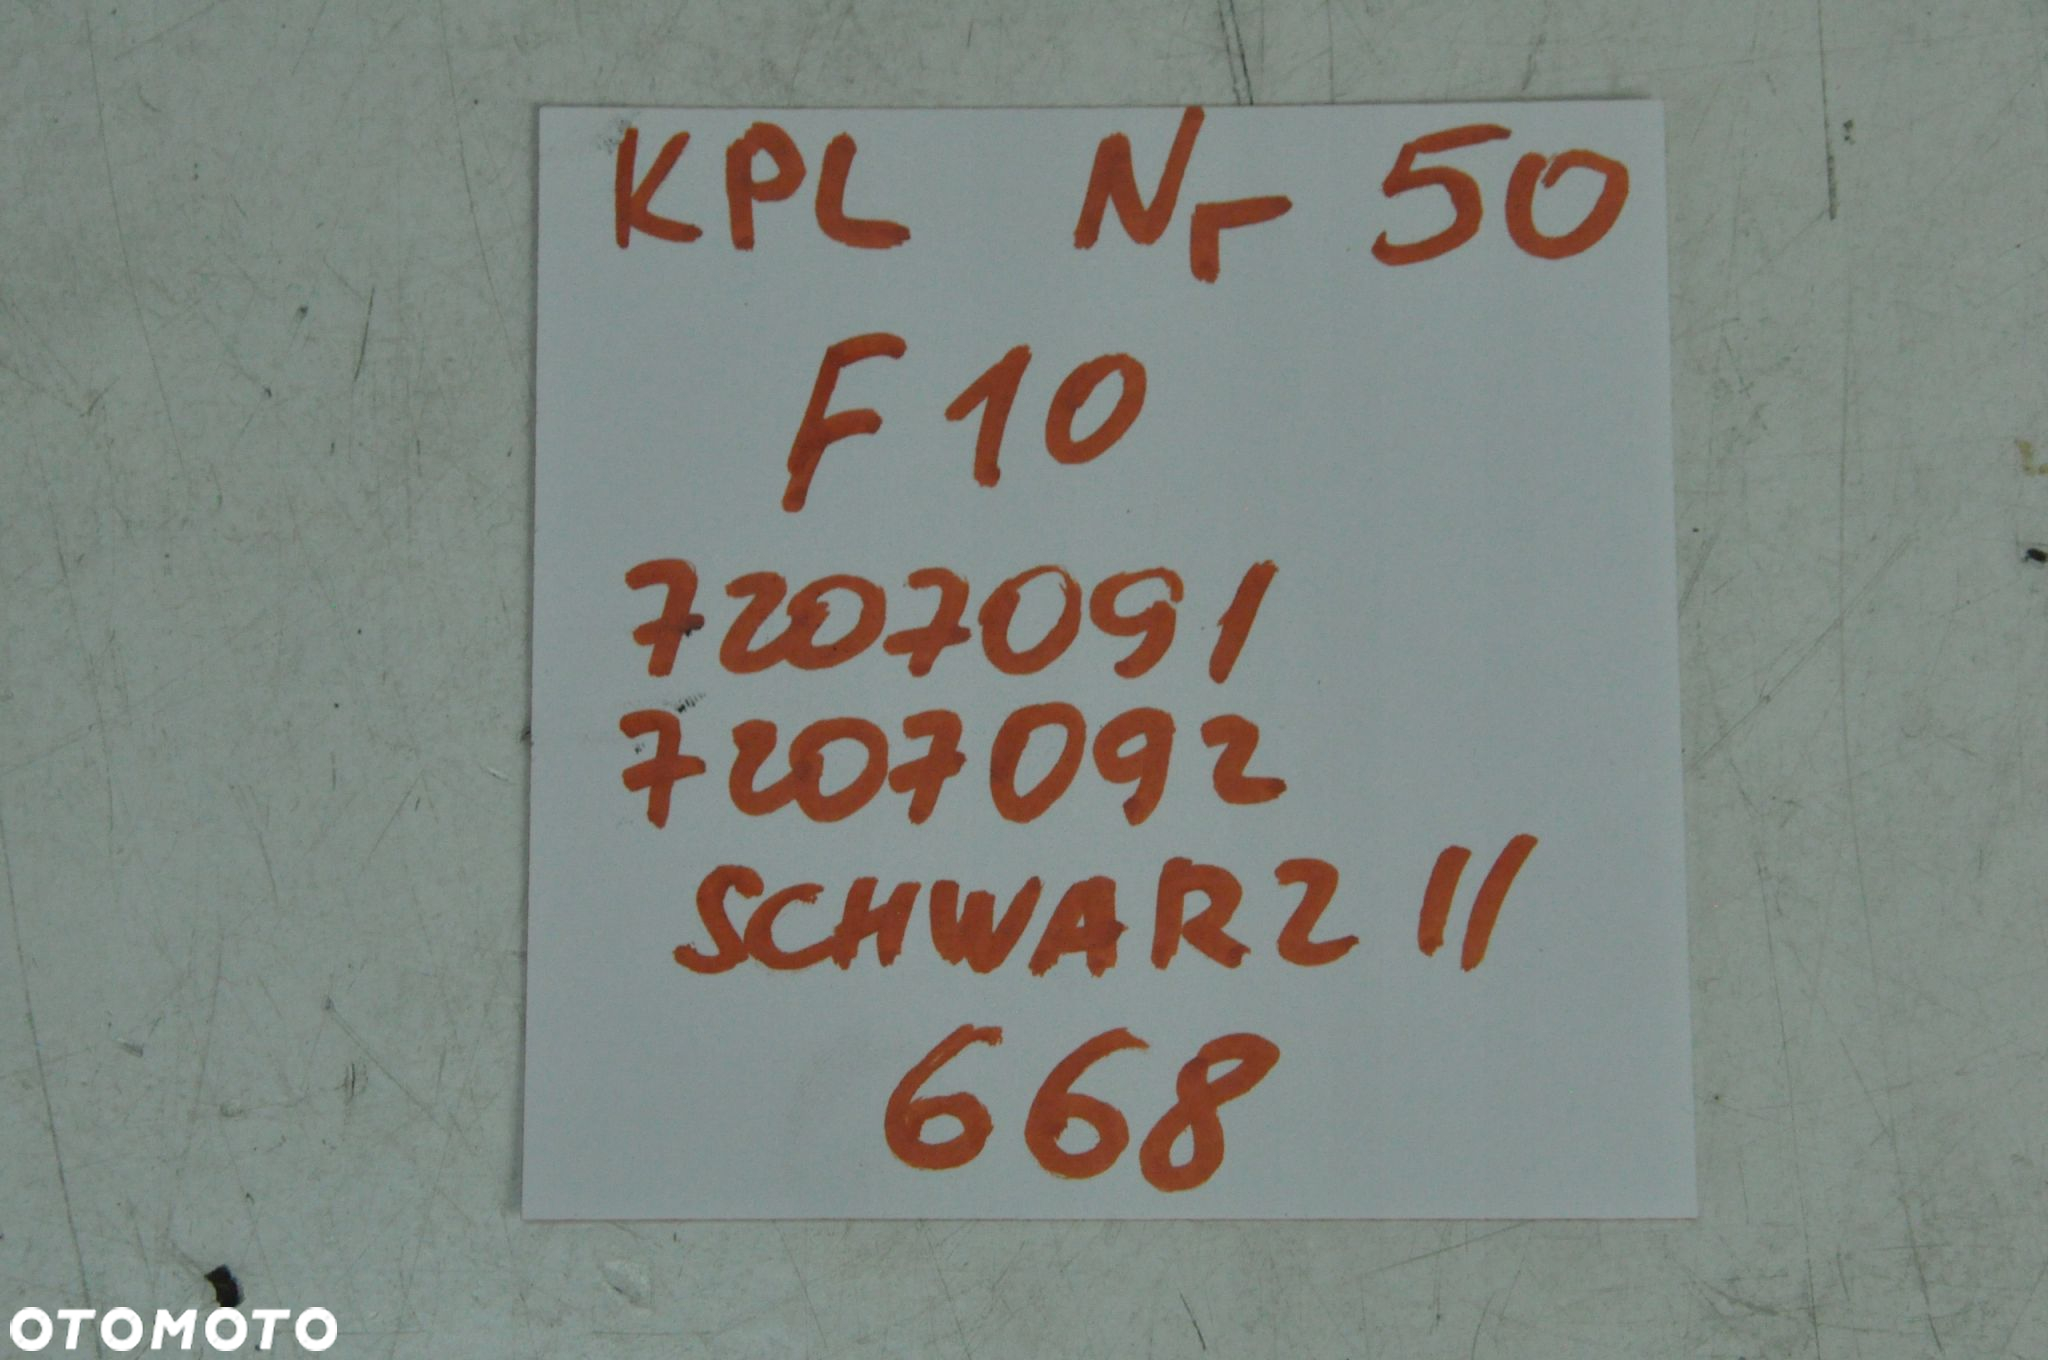 KPL Nr 50
F10
7207091
7207092
SCHWARZ II
668
OTOMOTO